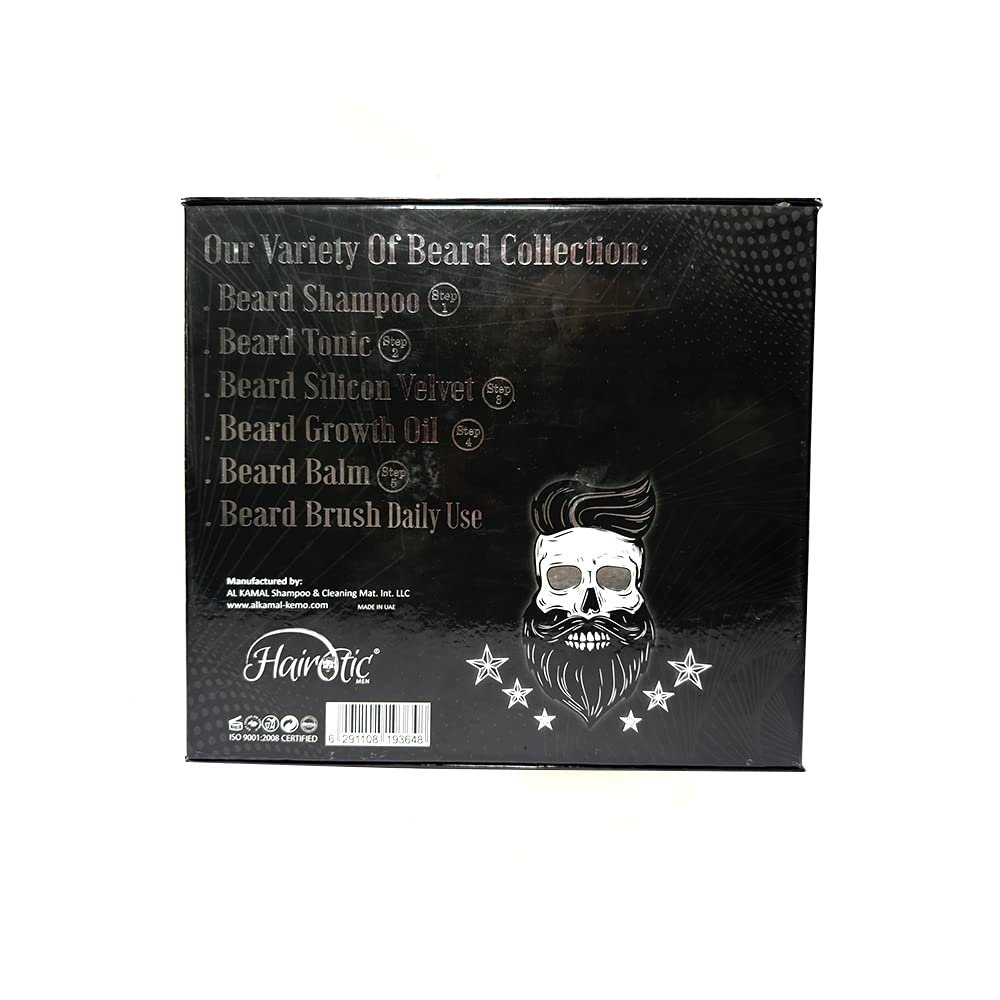 Our Variety Of Beard Collection:
. Beard Shampoo Step 1
. Beard Tonic Step 2
. Beard Silicon Velvet Step 3
. Beard Growth Oil Step 4
. Beard Balm Step 5
. Beard Brush Daily Use
Manufactured by:
AL KAMAL Shampoo & Cleaning Mat. Int. LLC
www.alkamal-kemo.com MADE IN UAE
Hairotic®
MEN
ISO 9001:2008 CERTIFIED
6 291108 193648